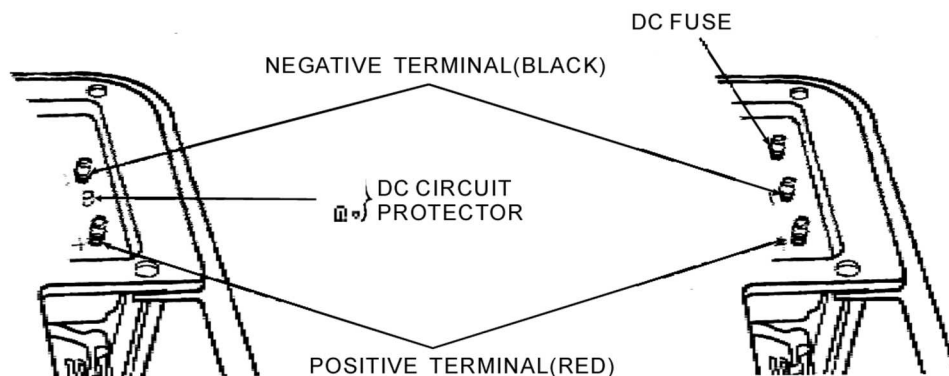 DC FUSE
NEGATIVE TERMINAL(BLACK)
DC CIRCUIT
PROTECTOR
POSITIVE TERMINAL(RED)